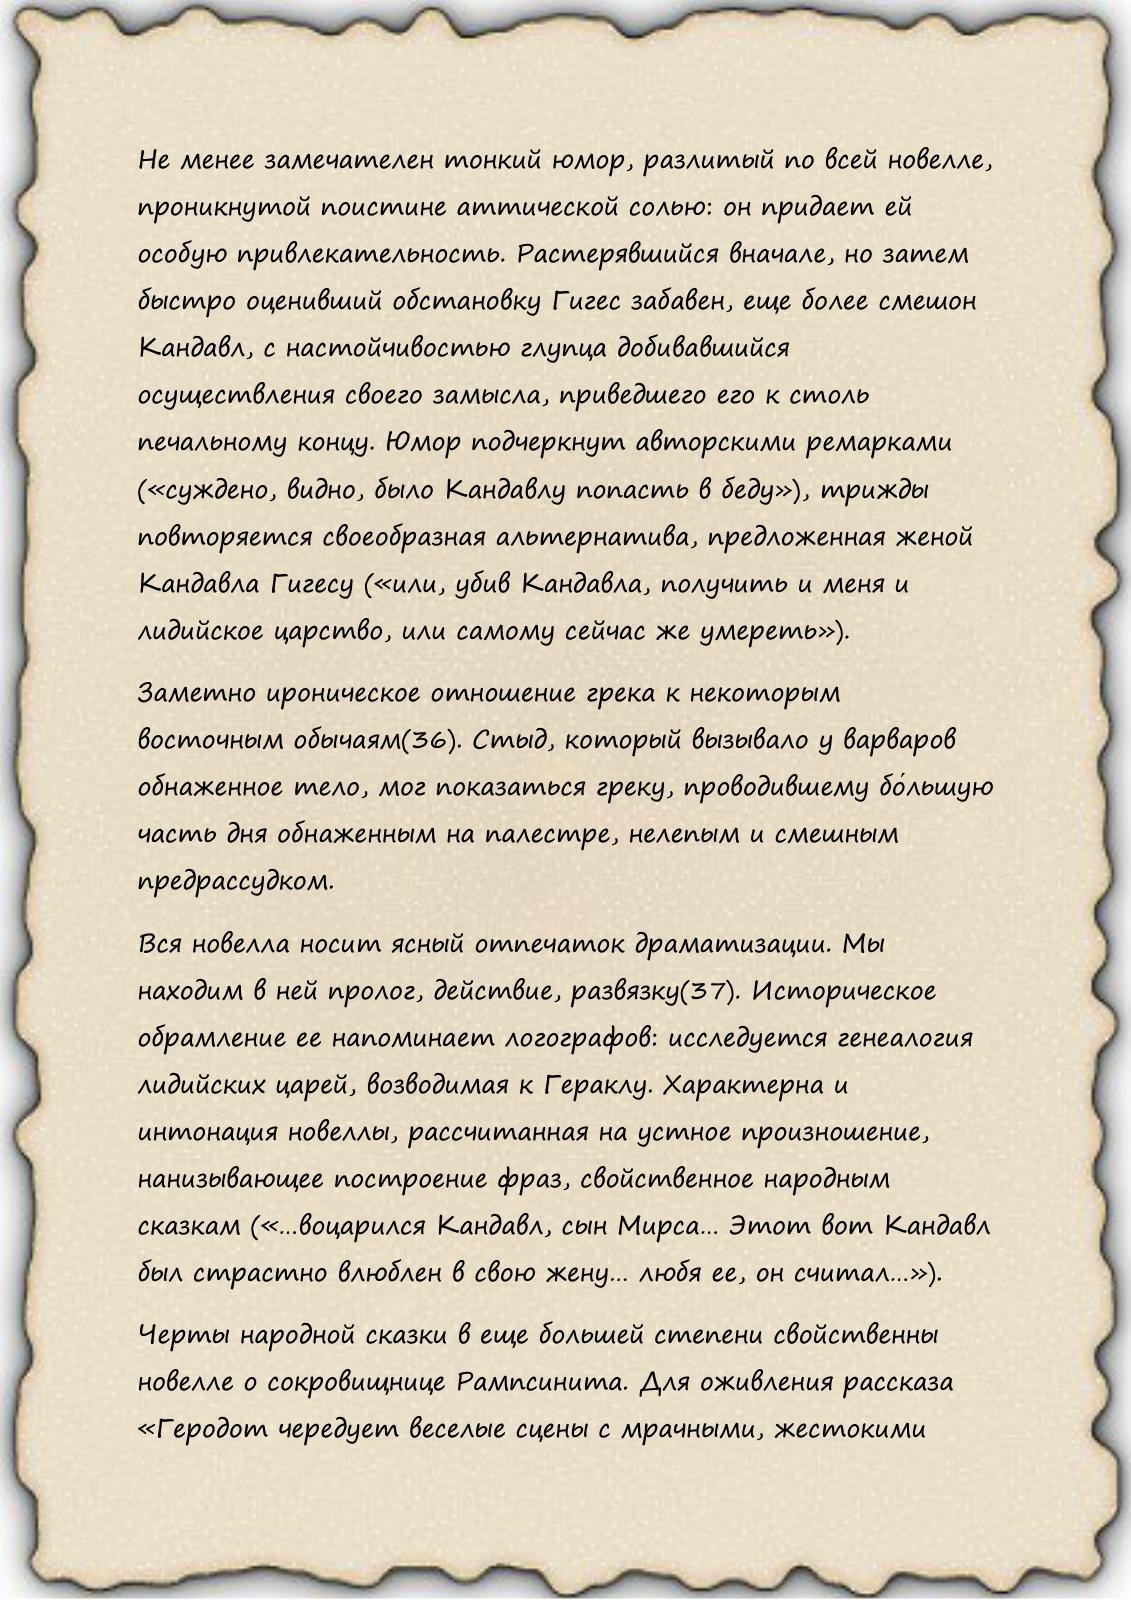 Не менее замечателен тонкий юмор, разлитый по всей новелле,
проникнутой поистине аттической солью: он придает ей
особую привлекательность. Растерявшийся вначале, но затем
быстро оценивший обстановку Гигес забавен, еще более смешон
Кандавл, с настойчивостью глупца добивавшийся
осуществления своего замысла, приведшего его к столь
печальному концу. Юмор подчеркнут авторскими ремарками
(«суждено, видно, было Кандавлу попасть в беду»), трижды
повторяется своеобразная альтернатива, предложенная женой
Кандавла Гигесу («или, убив Кандавла, получить и меня и
лидийское царство, или самому сейчас же умереть»).
Заметно ироническое отношение грека к некоторым
восточным обычаям(36). Стыд, который вызывало у варваров
обнаженное тело, мог показаться греку, проводившему бо́льшую
часть дня обнаженным на палестре, нелепым и смешным
предрассудком.
Вся новелла носит ясный отпечаток драматизации. Мы
находим в ней пролог, действие, развязку(37). Историческое
обрамление ее напоминает логографов: исследуется генеалогия
лидийских царей, возводимая к Гераклу. Характерна и
интонация новеллы, рассчитанная на устное произношение,
нанизывающее построение фраз, свойственное народным
сказкам («...воцарился Кандавл, сын Мирса... Этот вот Кандавл
был страстно влюблен в свою жену... любя ее, он считал...»).
Черты народной сказки в еще большей степени свойственны
новелле о сокровищнице Рампсинита. Для оживления рассказа
«Геродот чередует веселые сцены с мрачными, жестокими